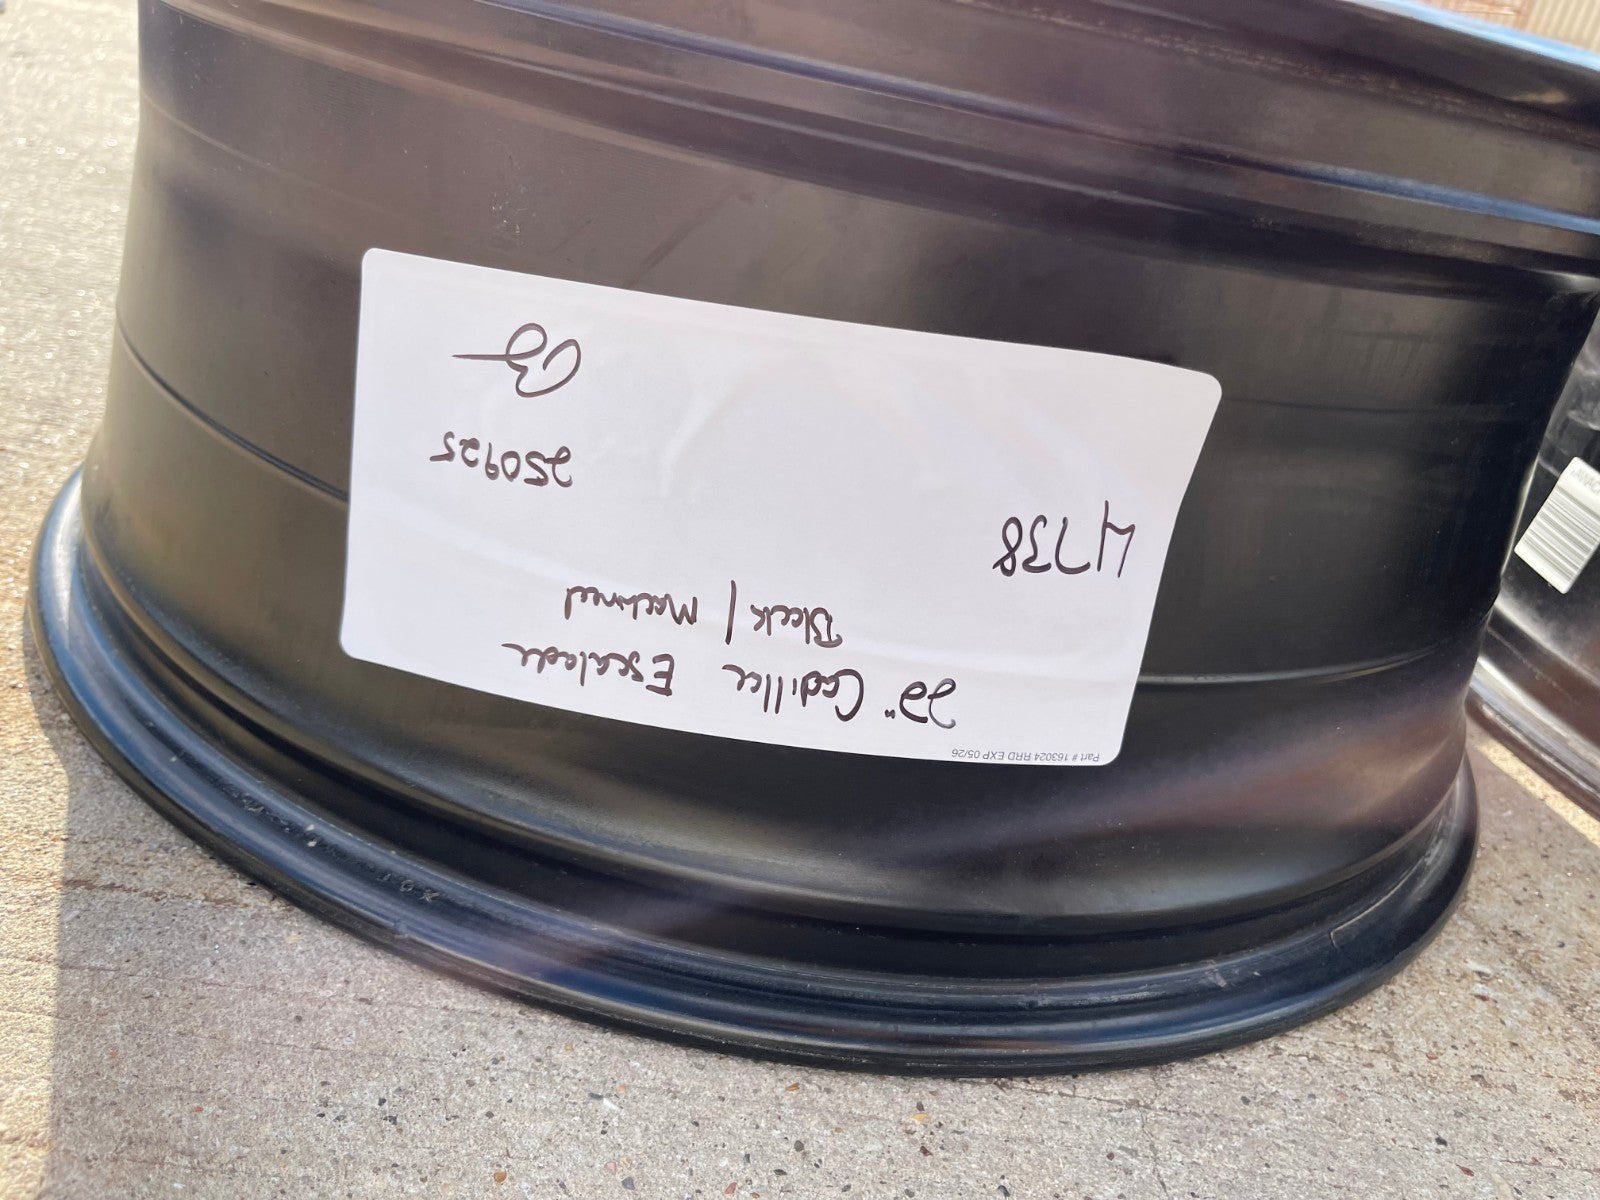 Part # 163024 RRD EXP 05/26
22" Cadillac Escalade
Black / Machined
4738
250925